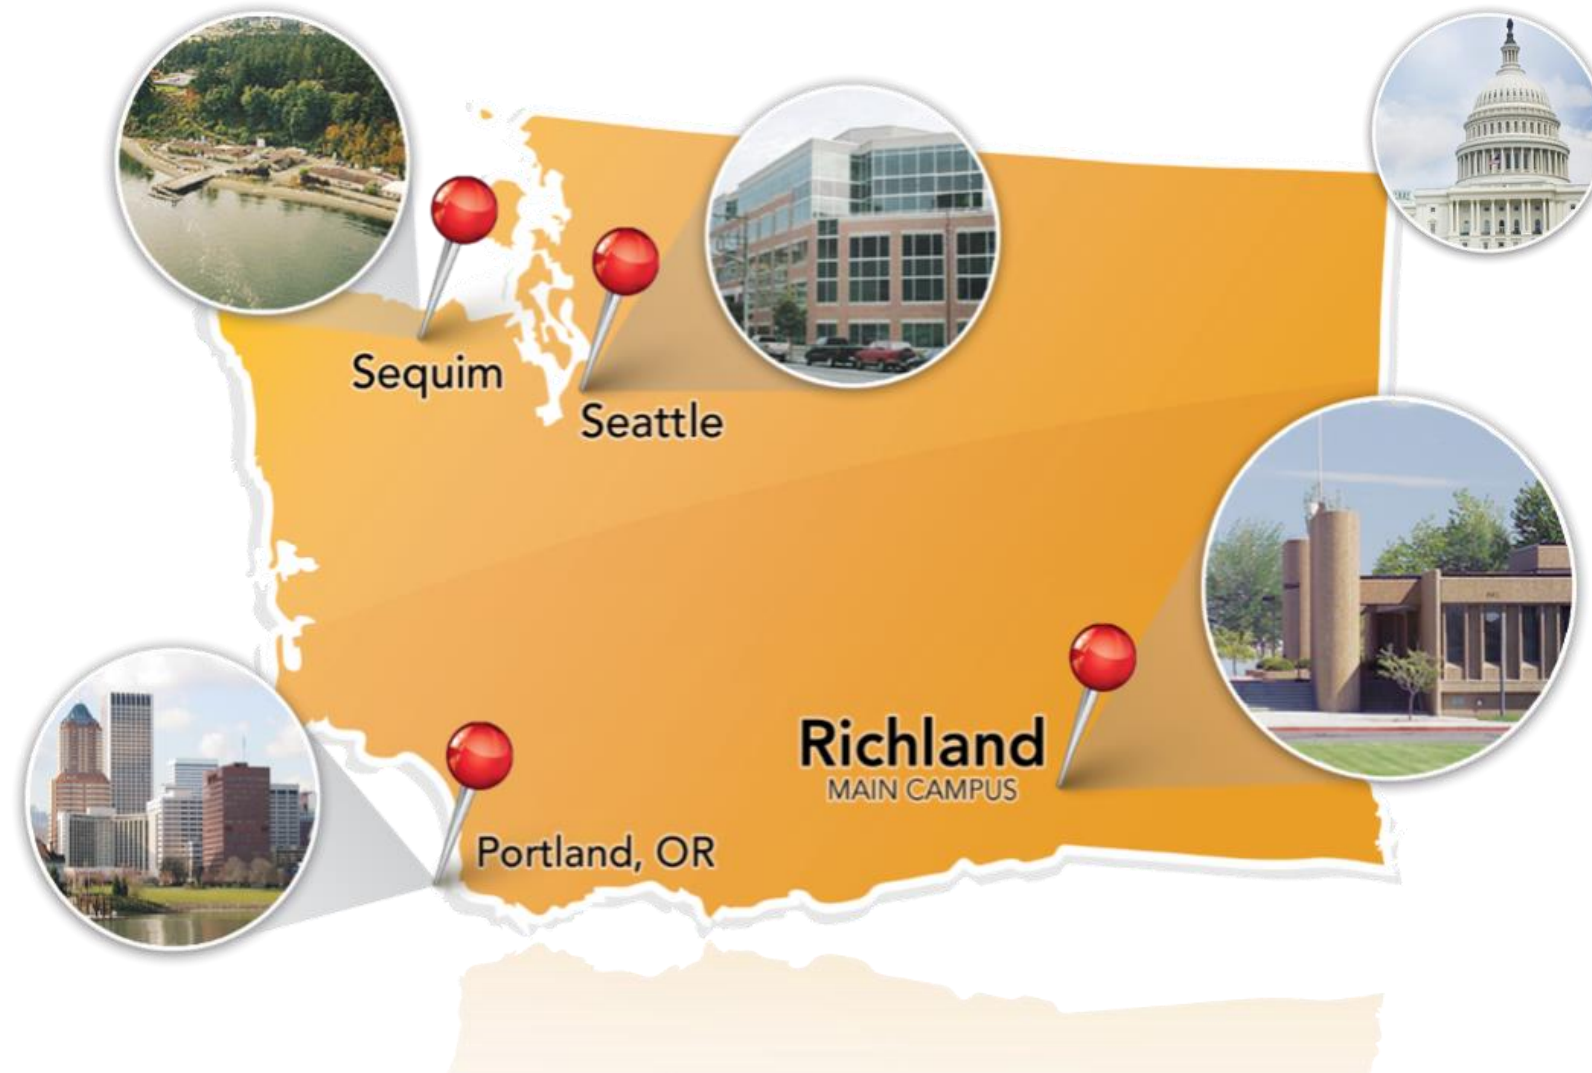 Sequim
Seattle
Richland
MAIN CAMPUS
Portland, OR